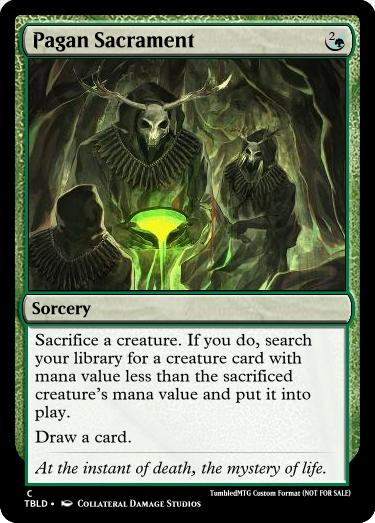 Pagan Sacrament
2
Sorcery
Sacrifice a creature. If you do, search
your library for a creature card with
mana value less than the sacrificed
creature's mana value and put it into
play.
Draw a card.
At the instant of death, the mystery of life.
C
TBLD • Collateral Damage Studios
TumbledMTG Custom Format (NOT FOR SALE)